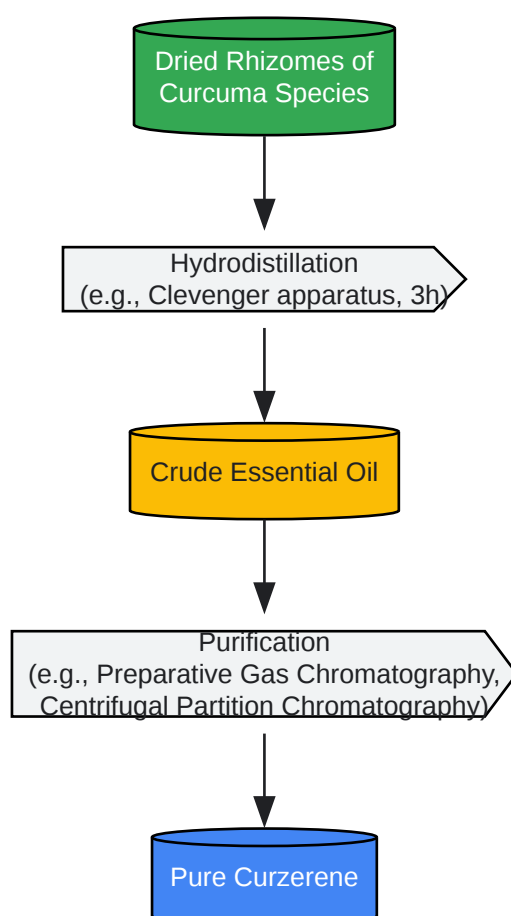 Dried Rhizomes of
Curcuma Species
Hydrodistillation
(e.g., Clevenger apparatus, 3h)
Crude Essential Oil
Purification
(e.g., Preparative Gas Chromatography,
Centrifugal Partition Chromatography)
Pure Curzerene